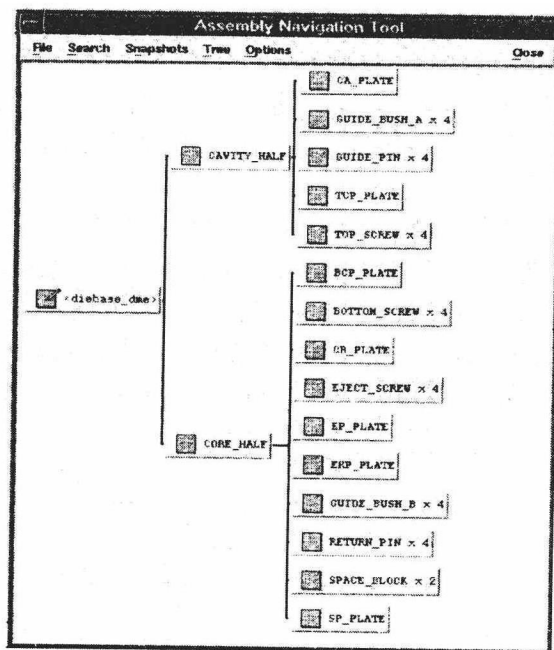 Assembly Navigation Tool
File Search Snapshots Tree Options Close
CA_PLATE
GUIDE_BUSH_A × 4
CAVITY_HALF
GUIDE_PIN × 4
TCP_PLATE
TOP_SCREW × 4
BCP_PLATE
<diebase_dme>
BOTTOM_SCREW × 4
CB_PLATE
EJECT_SCREW × 4
EP_PLATE
CORE_HALF
ERP_PLATE
GUIDE_BUSH_B × 4
RETURN_PIN × 4
SPACE_BLOCK × 2
SP_PLATE